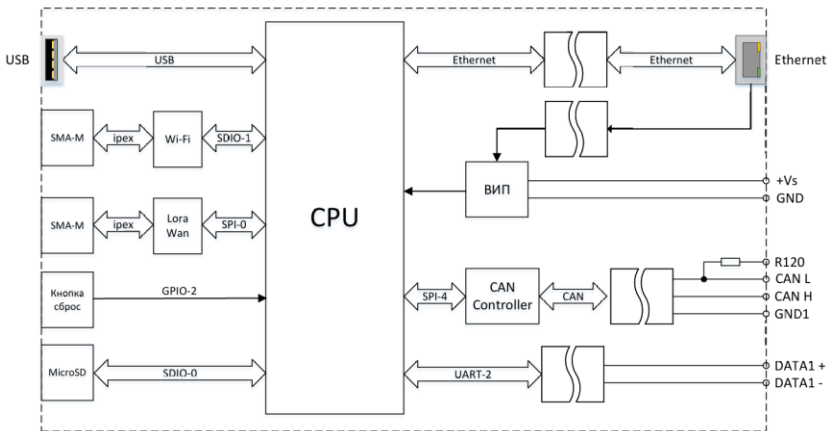 USB
USB
Ethernet
Ethernet
Ethernet
SMA-M
ipex
Wi-Fi
SDIO-1
ВИП
+Vs
GND
SMA-M
ipex
Lora
Wan
SPI-0
CPU
Кнопка
сброс
GPIO-2
SPI-4
CAN
Controller
CAN
R120
CAN L
CAN H
GND1
MicroSD
SDIO-0
UART-2
DATA1 +
DATA1 -